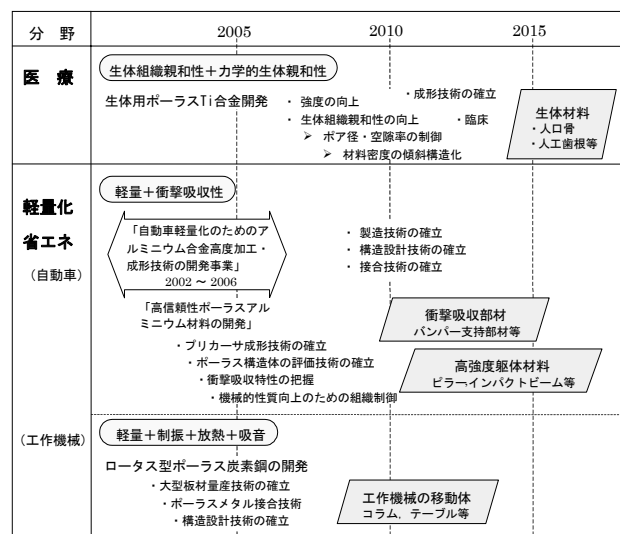 分 野
2005
2010
2015
医 療
生体組織親和性＋力学的生体親和性
生体用ポーラスTi合金開発
・ 強度の向上
・ 生体組織親和性の向上
➢ ポア径・空隙率の制御
➢ 材料密度の傾斜構造化
・成形技術の確立
・臨床
生体材料
・人口骨
・人工歯根等
軽量化
省エネ
（自動車）
軽量＋衝撃吸収性
「自動車軽量化のためのア
ルミニウム合金高度加工・
成形技術の開発事業」
2002 ～ 2006
「高信頼性ポーラスアル
ミニウム材料の開発」
・プリカーサ成形技術の確立
・ポーラス構造体の評価技術の確立
・衝撃吸収特性の把握
・機械的性質向上のための組織制御
・製造技術の確立
・構造設計技術の確立
・接合技術の確立
衝撃吸収部材
バンパー支持部材等
高強度躯体材料
ピラー、インパクトビーム等
（工作機械）
軽量＋制振＋放熱＋吸音
ロータス型ポーラス炭素鋼の開発
・大型板材量産技術の確立
・ポーラスメタル接合技術
・構造設計技術の確立
工作機械の移動体
コラム，テーブル等